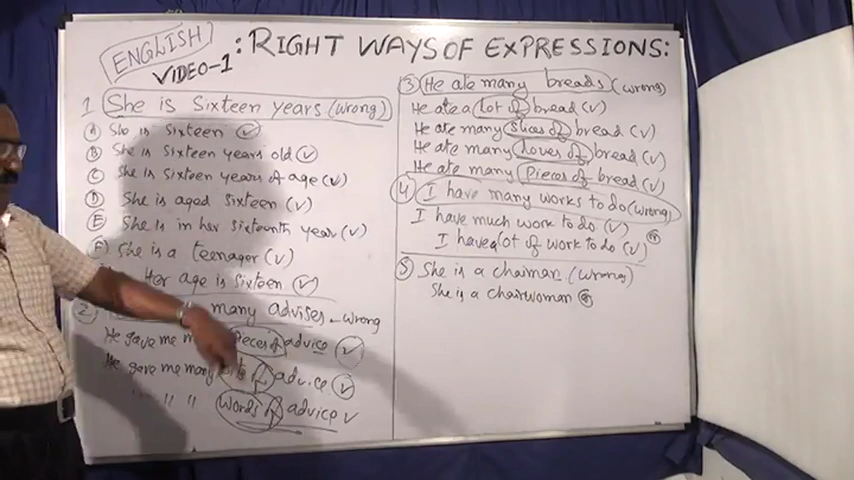 ENGLISH
VIDEO-1
: RIGHT WAYS OF EXPRESSIONS:
1 She is Sixteen years (wrong)
A She is Sixteen (✓)
B She is Sixteen years old (✓)
C She is Sixteen years of age (✓)
D She is aged Sixteen (✓)
E She is in her sixteenth year (✓)
F She is a teenager (✓)
Her age is sixteen (✓)
2 many advises - wrong
He gave me pieces of advice ✓
He gave me many of advice ✓
" " " words of advice ✓
3 He ate many breads (wrong)
He ate a lot of bread (✓)
He ate many slices of bread (✓)
He ate many loves of bread (✓)
He ate many pieces of bread (✓)
4 I have many works to do (wrong)
I have much work to do (✓)
I have a lot of work to do (✓)
5 She is a chaiman (wrong)
She is a chairwoman